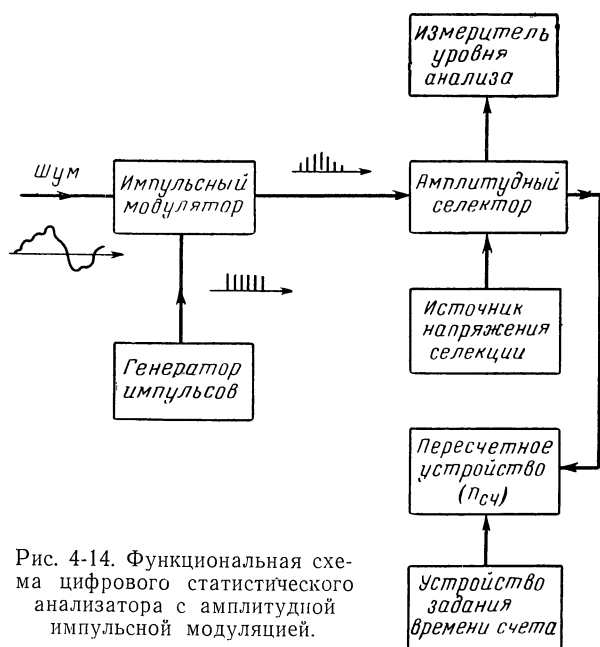 Измеритель
уровня
анализа
Шум
Импульсный
модулятор
Амплитудный
селектор
Генератор
импульсов
Источник
напряжения
селекции
Пересчетное
устройство
(nсч)
Устройство
задания
времени счета
Рис. 4-14. Функциональная схе-
ма цифрового статистического
анализатора с амплитудной
импульсной модуляцией.